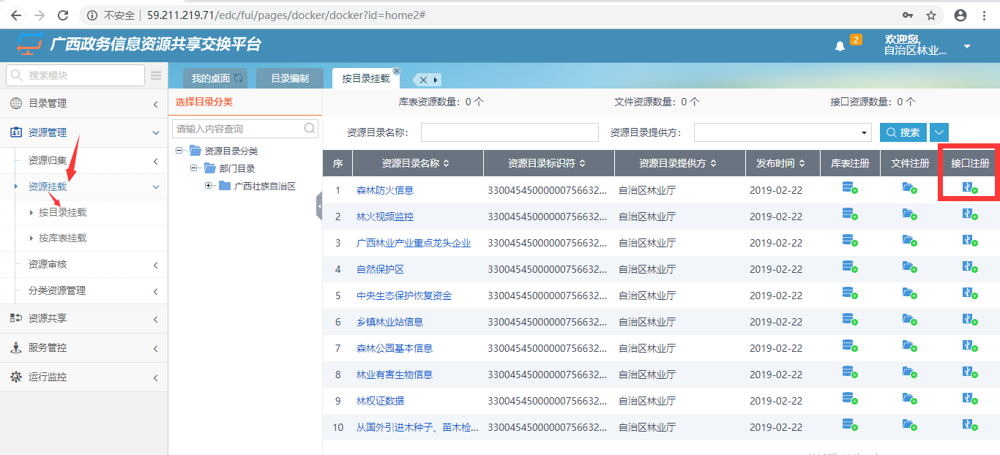 不安全 59.211.219.71/edc/fui/pages/docker/docker?id=home2#
广西政务信息资源共享交换平台
2
欢迎您,
自治区林业...
搜索模块
我的桌面 目录编制 按目录挂载
目录管理
资源管理
资源归集
资源挂载
按目录挂载
按库表挂载
资源审核
分类资源管理
资源共享
服务管控
运行监控
选择目录分类
请输入内容查询
资源目录分类
部门目录
广西壮族自治区
库表资源数量: 0 个 文件资源数量: 0 个 接口资源数量: 0 个
资源目录名称: 资源目录提供方: 搜索
序 资源目录名称 资源目录标识符 资源目录提供方 发布时间 库表注册 文件注册 接口注册
1 森林防火信息 33004545000000756632... 自治区林业厅 2019-02-22
2 林火视频监控 33004545000000756632... 自治区林业厅 2019-02-22
3 广西林业产业重点龙头企业 33004545000000756632... 自治区林业厅 2019-02-22
4 自然保护区 33004545000000756632... 自治区林业厅 2019-02-22
5 中央生态保护恢复资金 33004545000000756632... 自治区林业厅 2019-02-22
6 乡镇林业站信息 33004545000000756632... 自治区林业厅 2019-02-22
7 森林公园基本信息 33004545000000756632... 自治区林业厅 2019-02-22
8 林业有害生物信息 33004545000000756632... 自治区林业厅 2019-02-22
9 林权证数据 33004545000000756632... 自治区林业厅 2019-02-22
10 从国外引进木种子、苗木检... 33004545000000756632... 自治区林业厅 2019-02-22